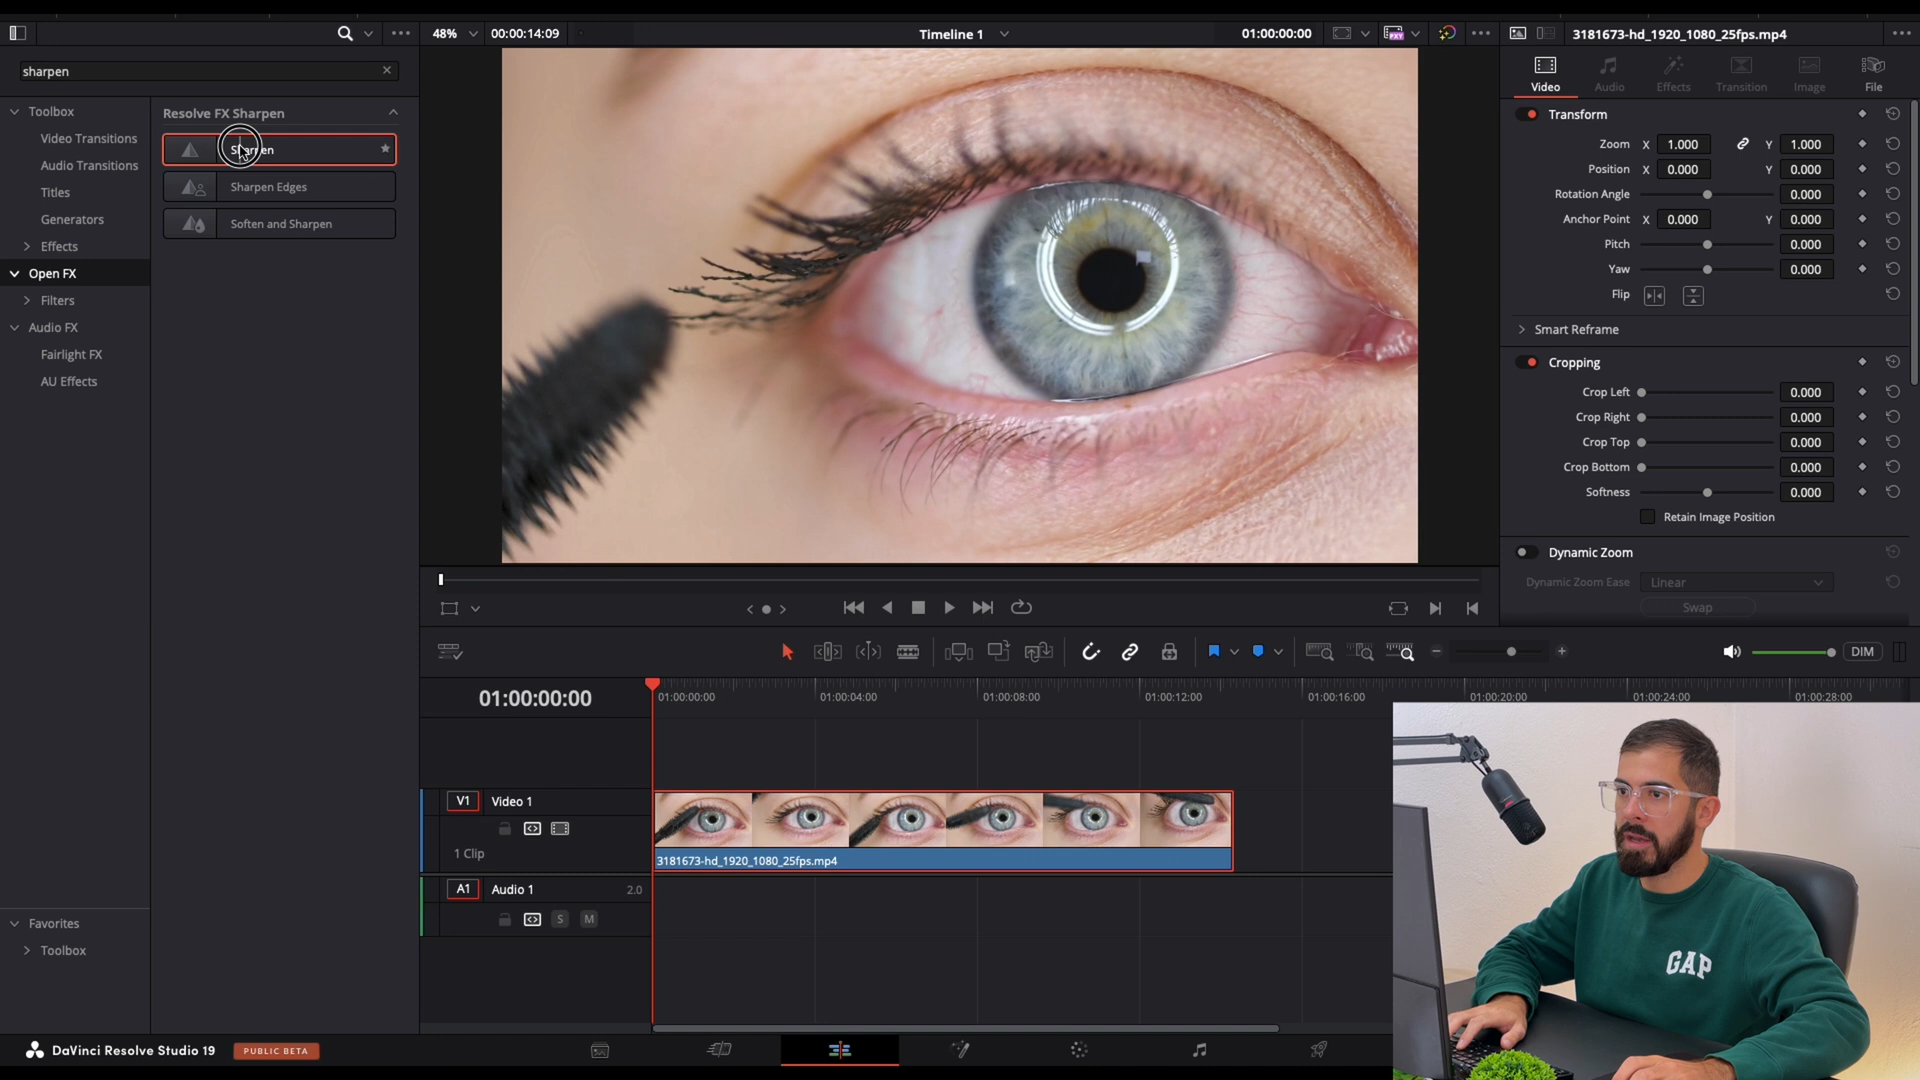 48%
00:00:14:09
Timeline 1
01:00:00:00
PXY
3181673-hd_1920_1080_25fps.mp4
sharpen
Toolbox
Video Transitions
Audio Transitions
Titles
Generators
Effects
Open FX
Filters
Audio FX
Fairlight FX
AU Effects
Favorites
Toolbox
Resolve FX Sharpen
Sharpen
Sharpen Edges
Soften and Sharpen
Video
Audio
Effects
Transition
Image
File
Transform
Zoom X 1.000 Y 1.000
Position X 0.000 Y 0.000
Rotation Angle 0.000
Anchor Point X 0.000 Y 0.000
Pitch 0.000
Yaw 0.000
Flip
Smart Reframe
Cropping
Crop Left 0.000
Crop Right 0.000
Crop Top 0.000
Crop Bottom 0.000
Softness 0.000
Retain Image Position
Dynamic Zoom
Dynamic Zoom Ease Linear
Swap
DIM
01:00:00:00
01:00:00:00 01:00:04:00 01:00:08:00 01:00:12:00 01:00:16:00 01:00:20:00 01:00:24:00 01:00:28:00
V1 Video 1
1 Clip
3181673-hd_1920_1080_25fps.mp4
A1 Audio 1 2.0
S M
GAP
DaVinci Resolve Studio 19 PUBLIC BETA